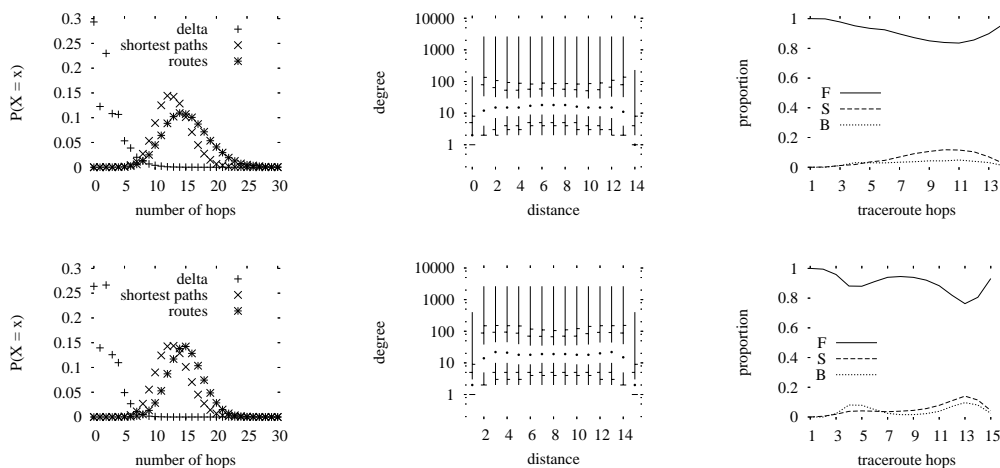 0.3
0.25
0.2
0.15
0.1
0.05
0
P(X = x)
delta
shortest paths
routes
0 5 10 15 20 25 30
number of hops
10000
1000
100
10
1
degree
0 2 4 6 8 10 12 14
distance
1
0.8
0.6
0.4
0.2
0
proportion
F
S
B
1 3 5 7 9 11 13
traceroute hops
0.3
0.25
0.2
0.15
0.1
0.05
0
P(X = x)
delta
shortest paths
routes
0 5 10 15 20 25 30
number of hops
10000
1000
100
10
1
degree
2 4 6 8 10 12 14
distance
1
0.8
0.6
0.4
0.2
0
proportion
F
S
B
1 3 5 7 9 11 13 15
traceroute hops